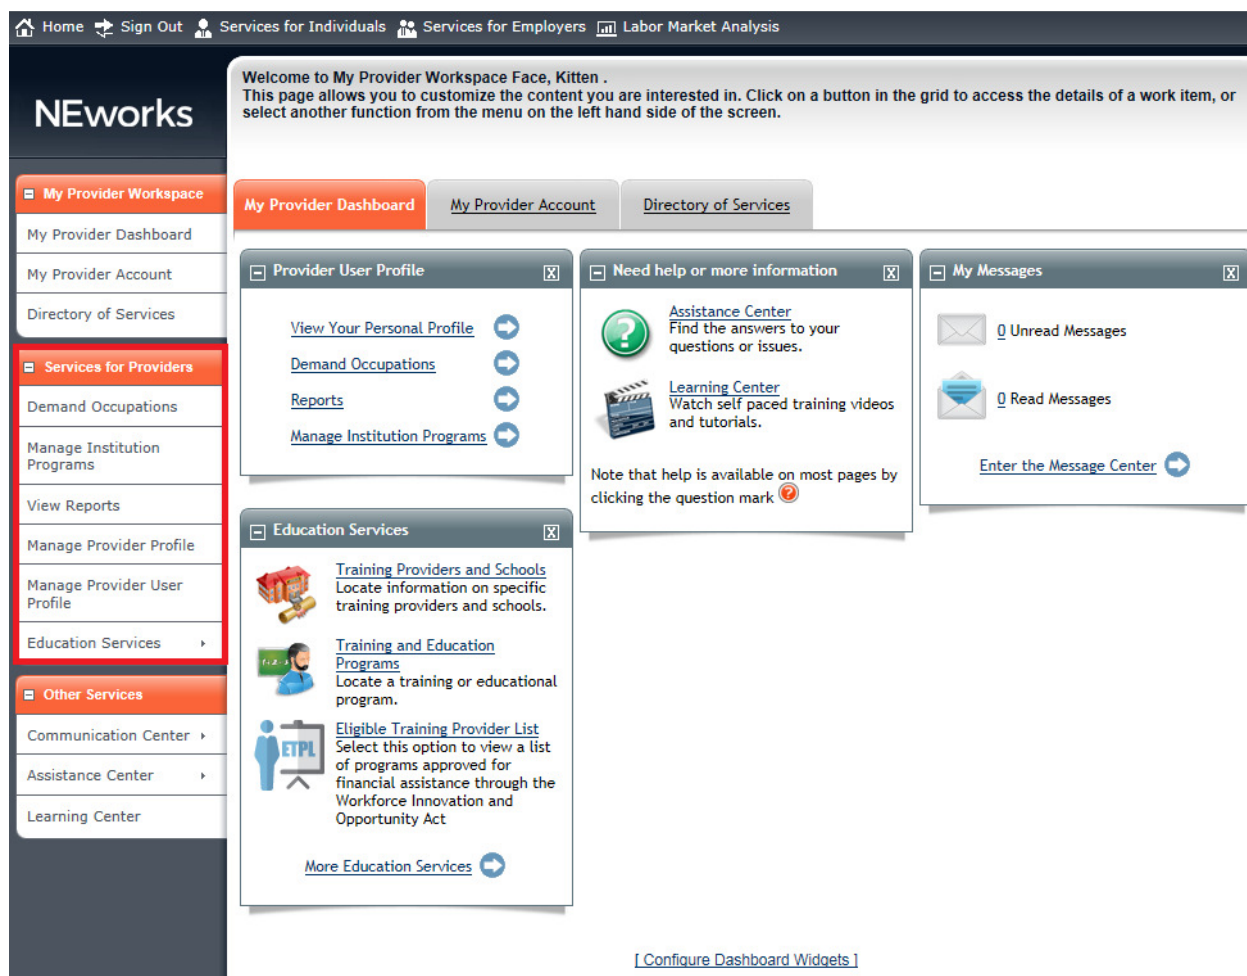 Home Sign Out Services for Individuals Services for Employers Labor Market Analysis
NEworks
Welcome to My Provider Workspace Face, Kitten .
This page allows you to customize the content you are interested in. Click on a button in the grid to access the details of a work item, or
select another function from the menu on the left hand side of the screen.
My Provider Workspace
My Provider Dashboard
My Provider Account
Directory of Services
Services for Providers
Demand Occupations
Manage Institution
Programs
View Reports
Manage Provider Profile
Manage Provider User
Profile
Education Services
Other Services
Communication Center
Assistance Center
Learning Center
My Provider Dashboard My Provider Account Directory of Services
Provider User Profile X
View Your Personal Profile
Demand Occupations
Reports
Manage Institution Programs
Need help or more information X
Assistance Center
Find the answers to your
questions or issues.
Learning Center
Watch self paced training videos
and tutorials.
Note that help is available on most pages by
clicking the question mark ?
My Messages X
0 Unread Messages
0 Read Messages
Enter the Message Center
Education Services X
Training Providers and Schools
Locate information on specific
training providers and schools.
Training and Education
Programs
Locate a training or educational
program.
ETPL
Eligible Training Provider List
Select this option to view a list
of programs approved for
financial assistance through the
Workforce Innovation and
Opportunity Act
More Education Services
[ Configure Dashboard Widgets ]